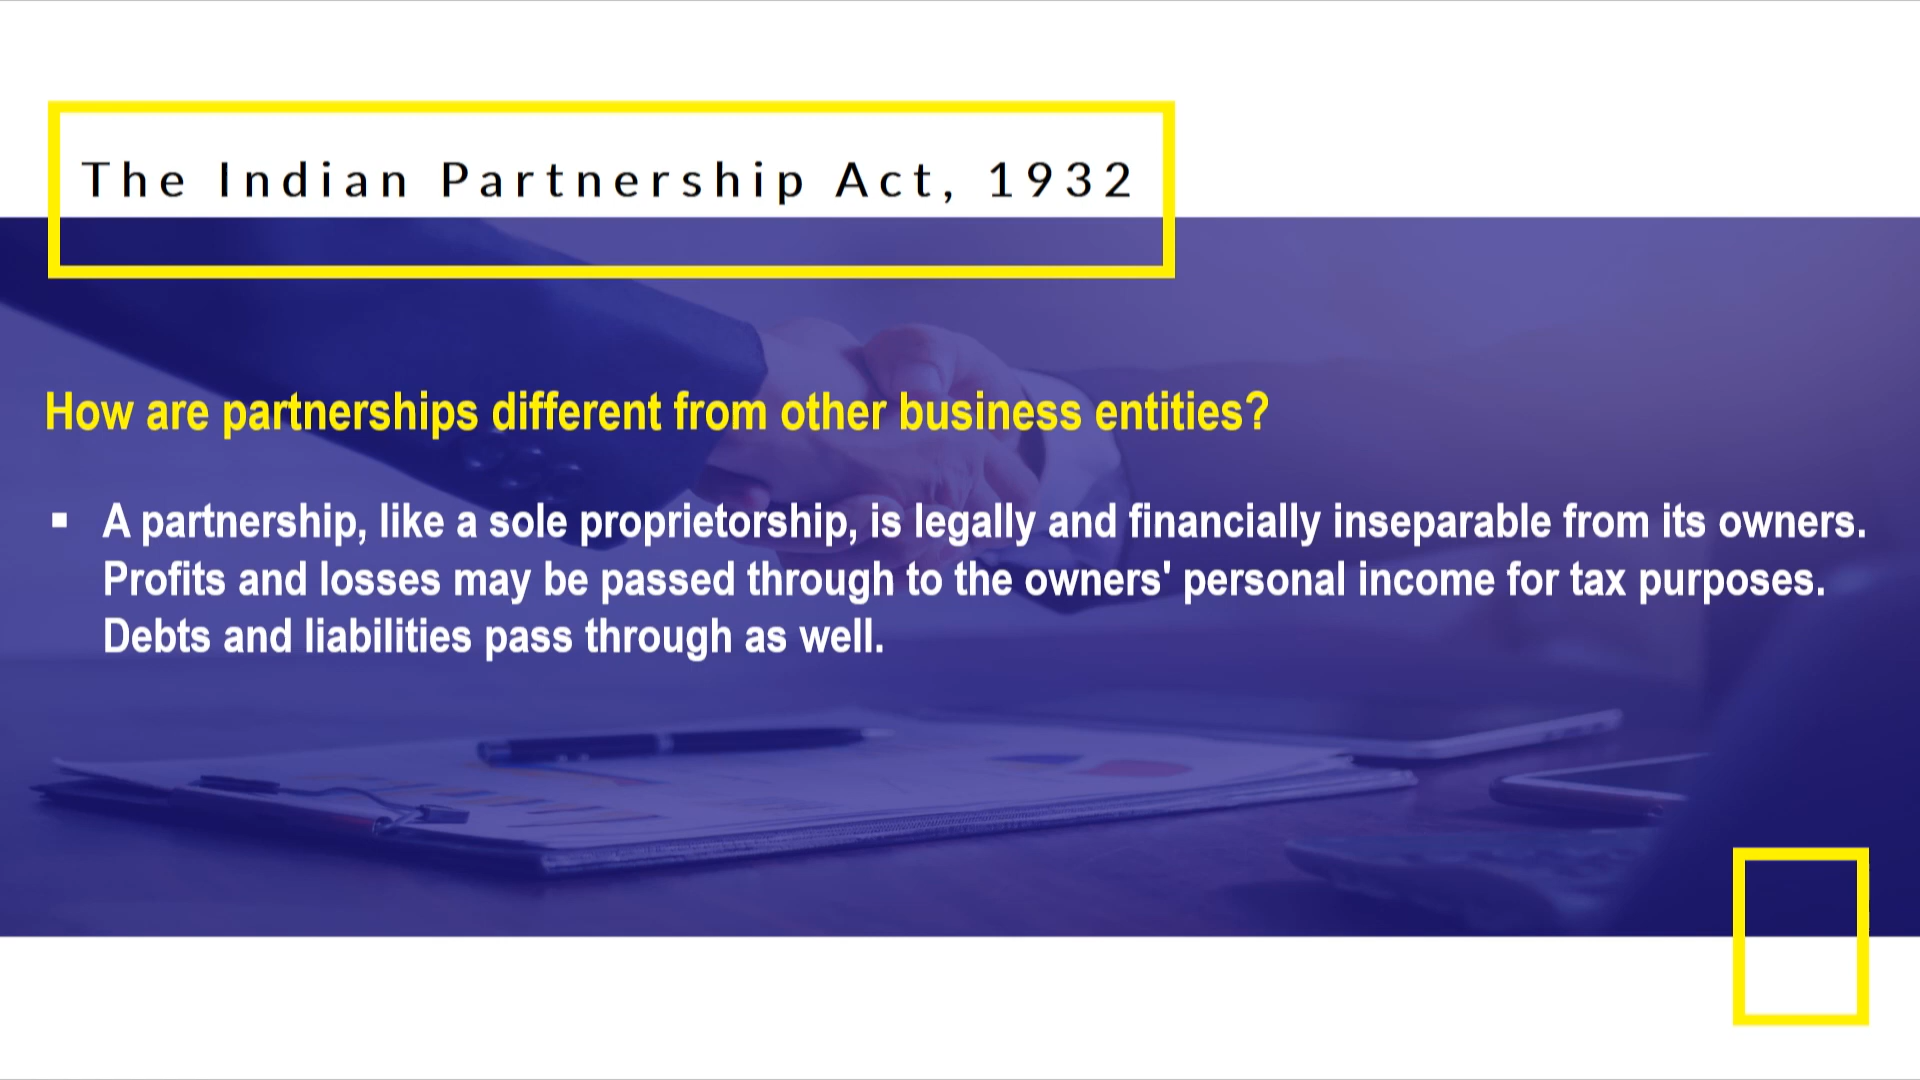 The Indian Partnership Act, 1932
How are partnerships different from other business entities?
▪ A partnership, like a sole proprietorship, is legally and financially inseparable from its owners.
Profits and losses may be passed through to the owners' personal income for tax purposes.
Debts and liabilities pass through as well.